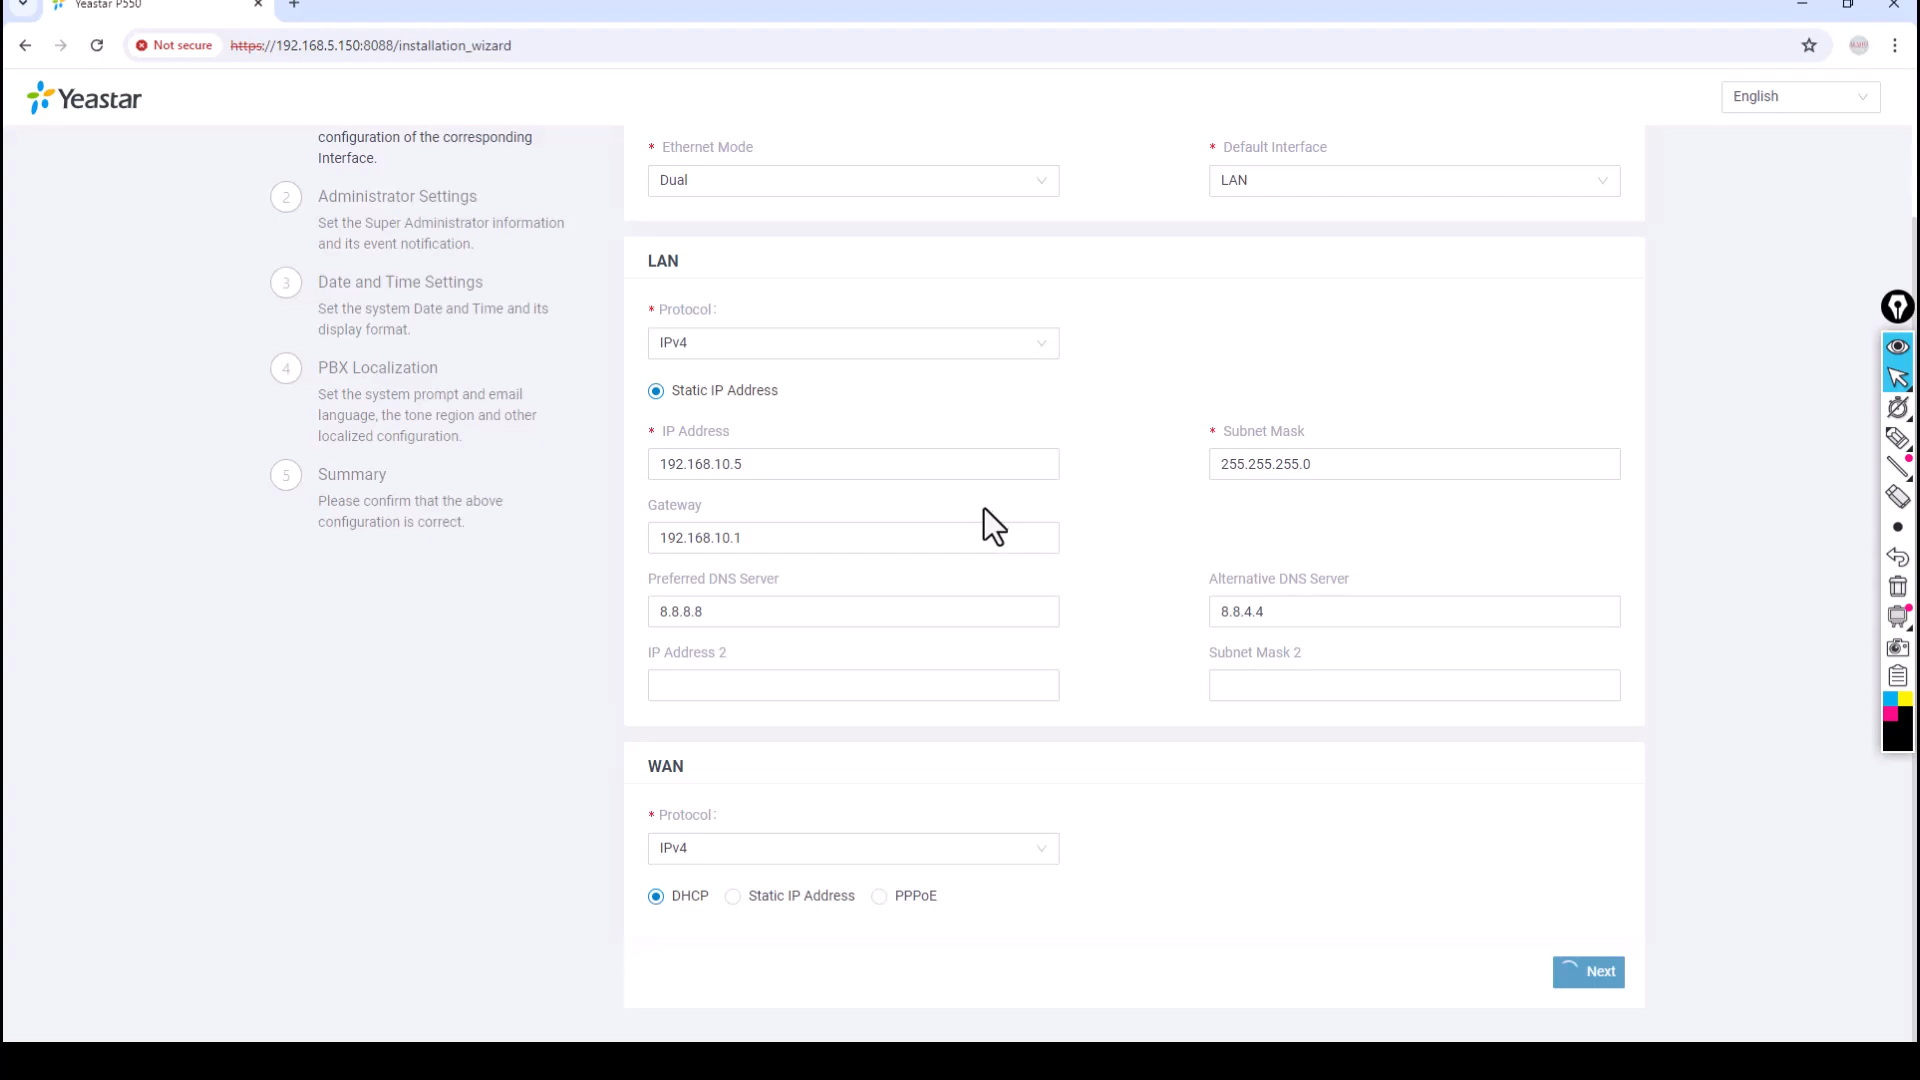 Yeastar P550
Not secure
https://192.168.5.150:8088/installation_wizard
Yeastar
English
configuration of the corresponding
Interface.
2
Administrator Settings
Set the Super Administrator information
and its event notification.
3
Date and Time Settings
Set the system Date and Time and its
display format.
4
PBX Localization
Set the system prompt and email
language, the tone region and other
localized configuration.
5
Summary
Please confirm that the above
configuration is correct.
* Ethernet Mode
Dual
* Default Interface
LAN
LAN
* Protocol:
IPv4
Static IP Address
* IP Address
192.168.10.5
* Subnet Mask
255.255.255.0
Gateway
192.168.10.1
Preferred DNS Server
8.8.8.8
Alternative DNS Server
8.8.4.4
IP Address 2
Subnet Mask 2
WAN
* Protocol:
IPv4
DHCP Static IP Address PPPoE
Next